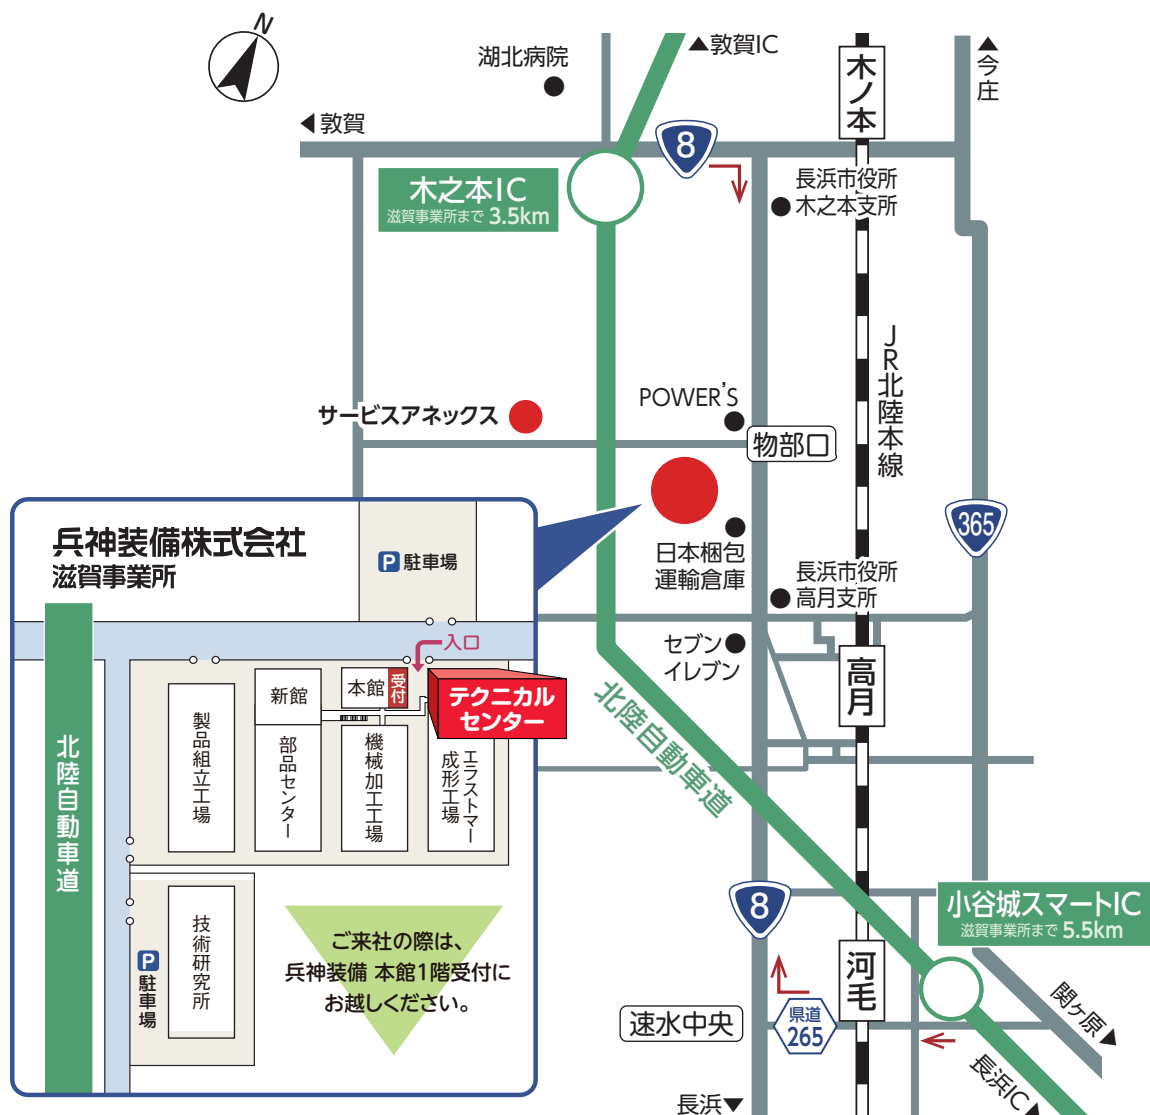 N
湖北病院
▲敦賀IC
木ノ本
▲今庄
◀敦賀
8
木之本IC
滋賀事業所まで 3.5km
長浜市役所
木之本支所
JR北陸本線
サービスアネックス
POWER'S
物部口
365
日本梱包
運輸倉庫
長浜市役所
高月支所
セブン
イレブン
高月
北陸自動車道
兵神装備株式会社
滋賀事業所
P 駐車場
入口
新館
本館
受付
テクニカル
センター
製品組立工場
部品センター
機械加工工場
エラストマー
成形工場
北陸自動車道
技術研究所
P 駐車場
ご来社の際は、
兵神装備 本館1階受付に
お越しください。
8
小谷城スマートIC
滋賀事業所まで 5.5km
河毛
速水中央
県道
265
関ヶ原▶
長浜IC▶
長浜▼